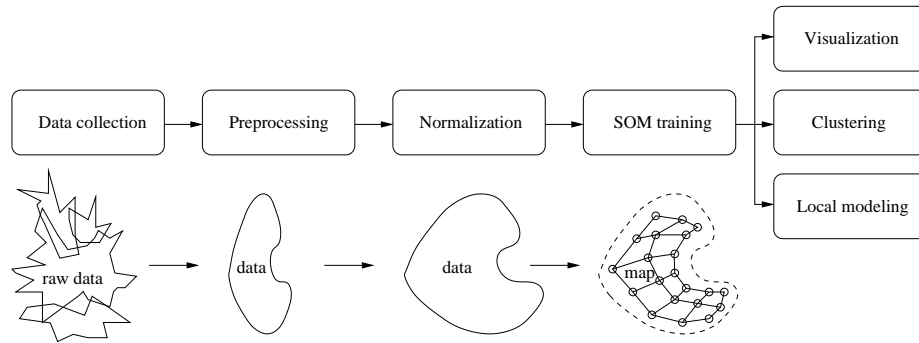 Visualization
Data collection
Preprocessing
Normalization
SOM training
Clustering
Local modeling
raw data
data
data
map